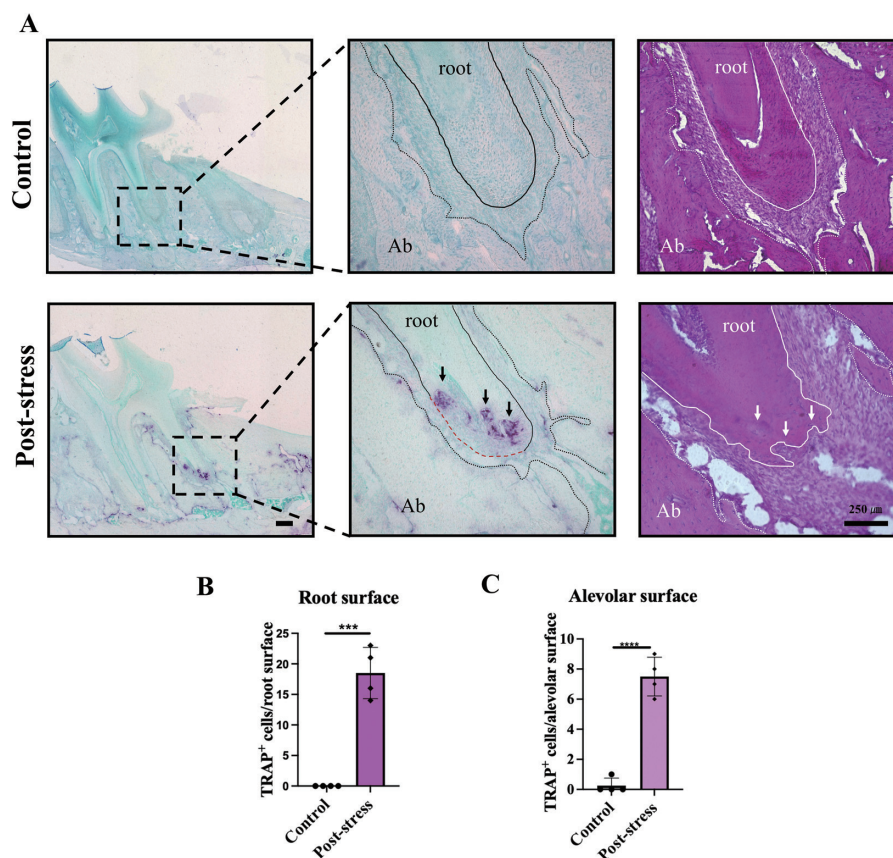 A
Control
root
Ab
root
Ab
Post-stress
root
Ab
root
Ab
250 μm
B
Root surface
TRAP⁺ cells/root surface
25
20
15
10
5
0
***
Control
Post-stress
C
Alevolar surface
TRAP⁺ cells/alevolar surface
10
8
6
4
2
0
****
Control
Post-stress